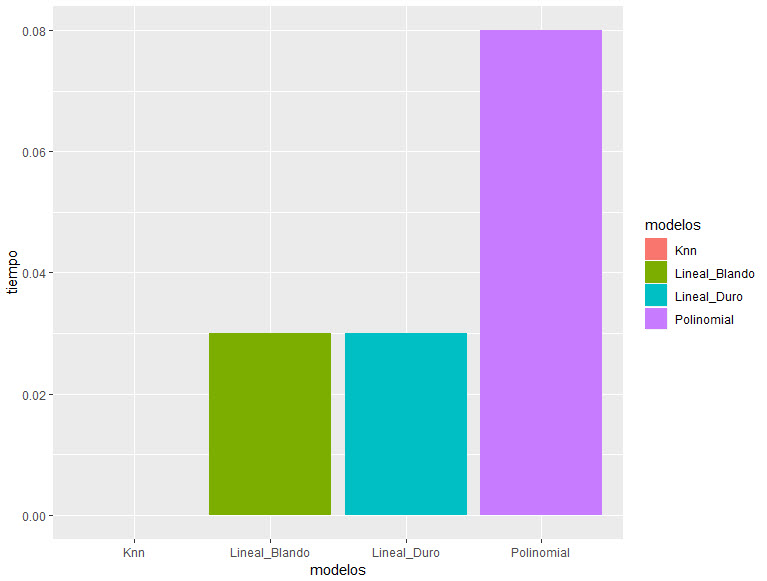 0.08
0.06
0.04
0.02
0.00
tiempo
Knn
Lineal_Blando
Lineal_Duro
Polinomial
modelos
modelos
Knn
Lineal_Blando
Lineal_Duro
Polinomial